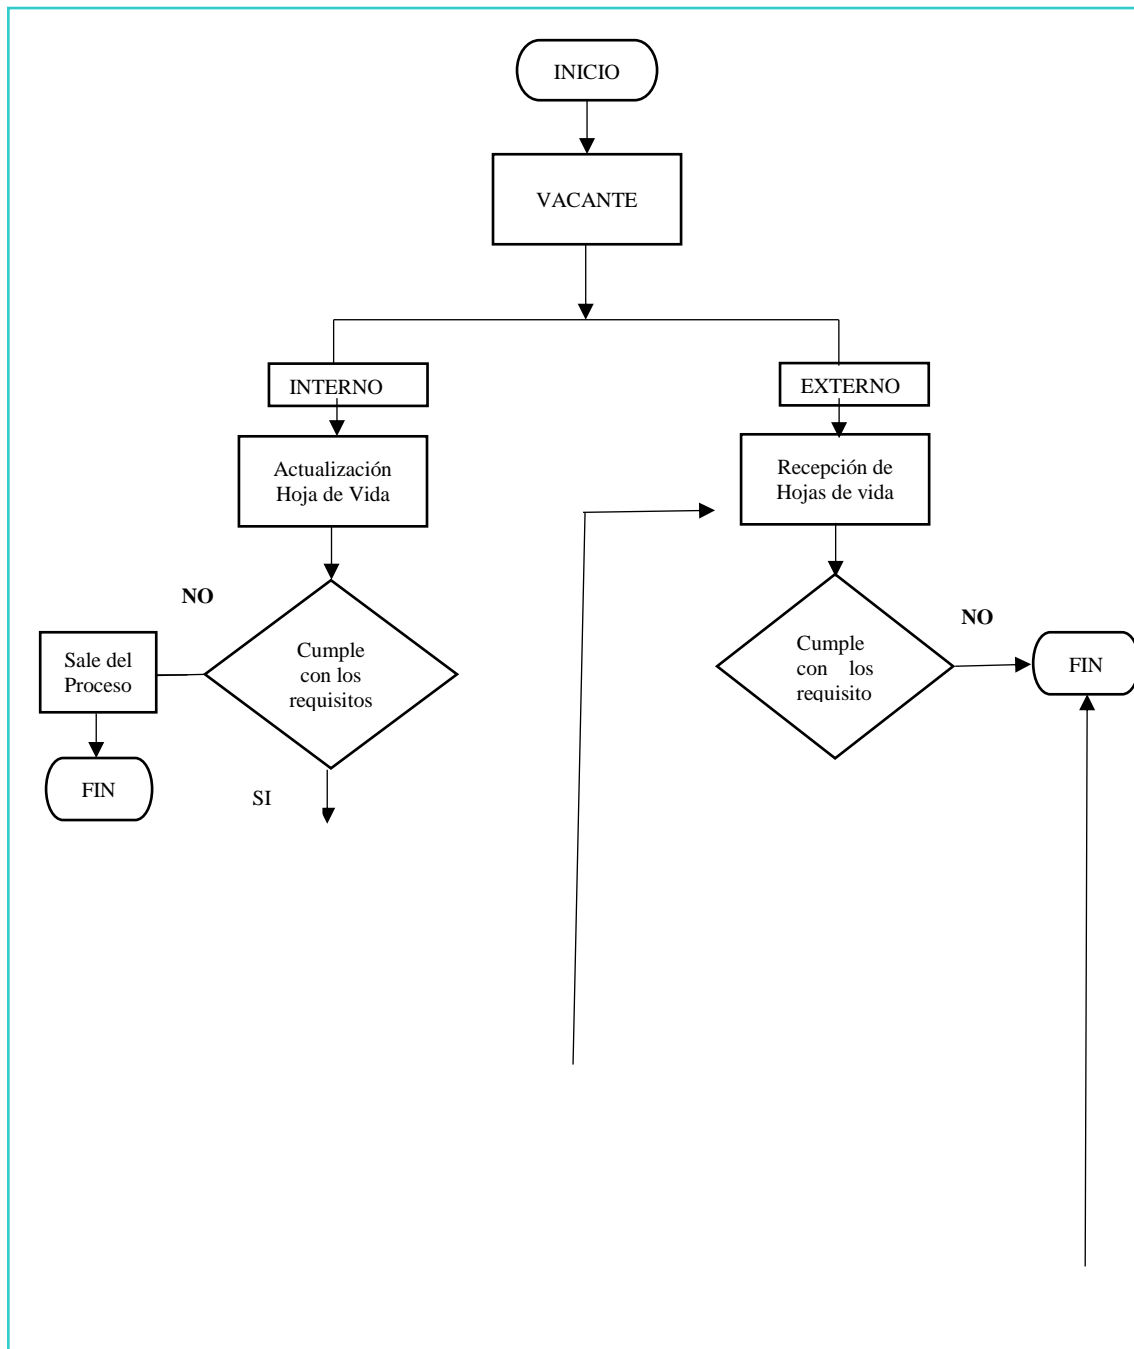 INICIO
VACANTE
INTERNO
EXTERNO
Actualización
Hoja de Vida
Recepción de
Hojas de vida
NO
Cumple
con los
requisitos
Sale del
Proceso
FIN
SI
NO
Cumple
con los
requisito
FIN